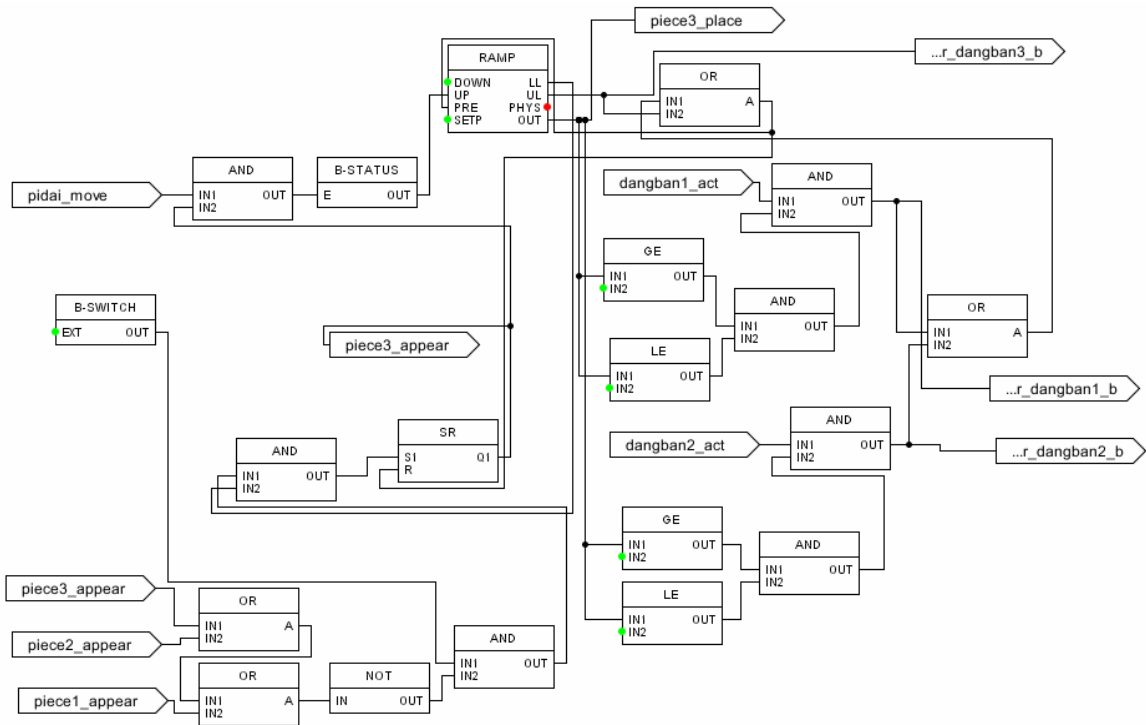 piece3_place
...r_dangban3_b
RAMP
DOWN LL
UP UL
PRE PHYS
SETP OUT
OR
IN1 A
IN2
AND
IN1 OUT
IN2
B-STATUS
E OUT
pidai_move
dangban1_act
AND
IN1 OUT
IN2
GE
IN1 OUT
IN2
AND
IN1 OUT
IN2
OR
IN1 A
IN2
B-SWITCH
EXT OUT
piece3_appear
LE
IN1 OUT
IN2
...r_dangban1_b
SR
S1 Q1
R
AND
IN1 OUT
IN2
dangban2_act
AND
IN1 OUT
IN2
...r_dangban2_b
GE
IN1 OUT
IN2
AND
IN1 OUT
IN2
LE
IN1 OUT
IN2
piece3_appear
piece2_appear
OR
IN1 A
IN2
piece1_appear
OR
IN1 A
IN2
NOT
IN OUT
AND
IN1 OUT
IN2